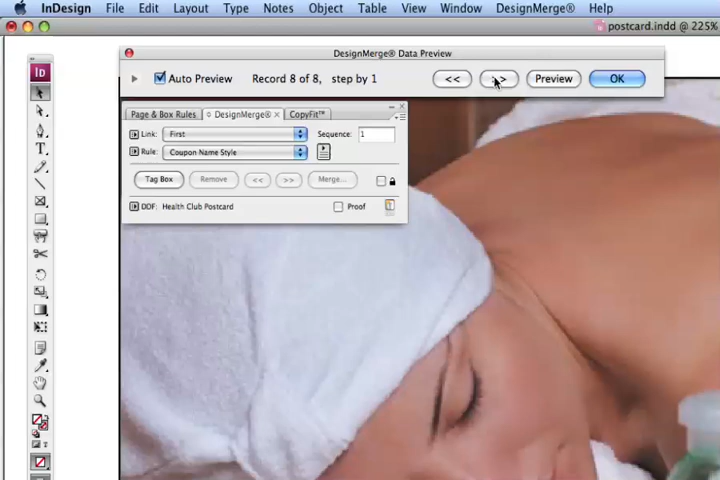 InDesign File Edit Layout Type Notes Object Table View Window DesignMerge® Help
postcard.indd @ 225%
DesignMerge® Data Preview
Auto Preview Record 8 of 8, step by 1 << >> Preview OK
Page & Box Rules DesignMerge® × CopyFit™
Link: First Sequence: 1
Rule: Coupon Name Style
Tag Box Remove << >> Merge...
DDF: Health Club Postcard Proof
Id
T